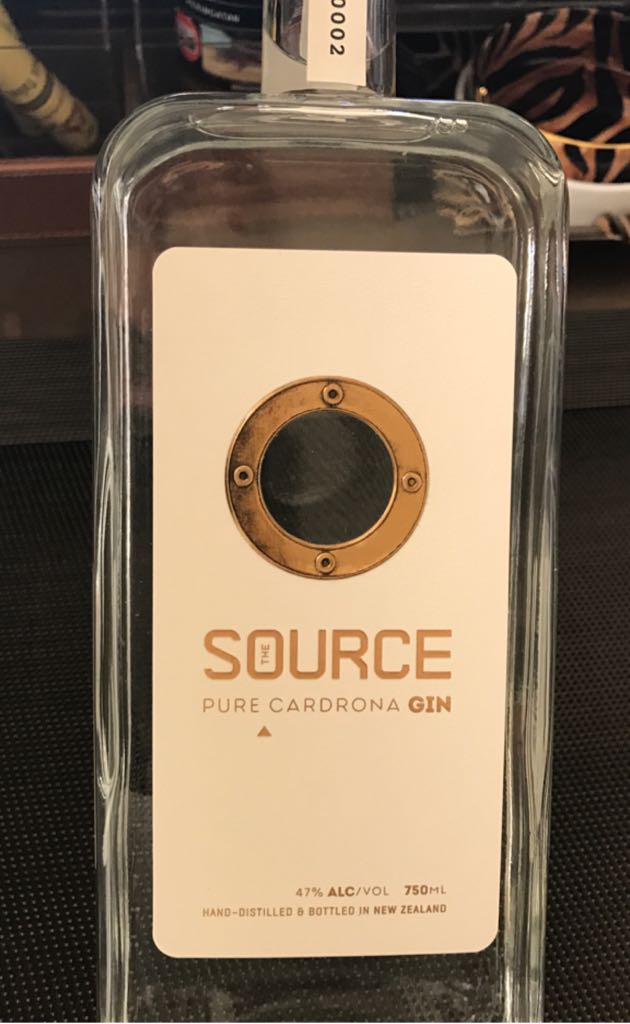 0002
THE SOURCE
PURE CARDRONA GIN
47% ALC/VOL 750ML
HAND-DISTILLED & BOTTLED IN NEW ZEALAND